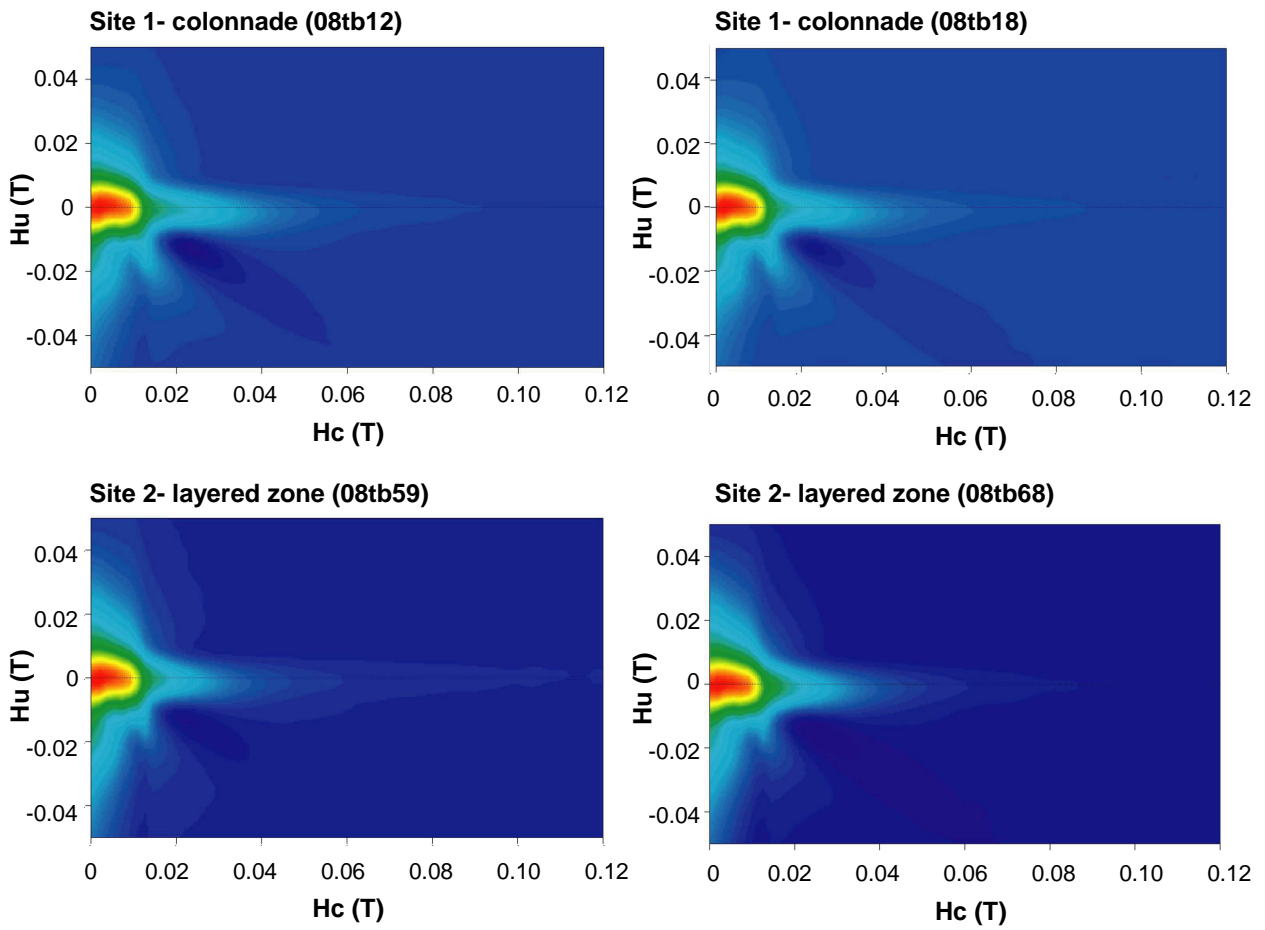 Site 1- colonnade (08tb12)
0.04
0.02
0
-0.02
-0.04
Hu (T)
0 0.02 0.04 0.06 0.08 0.10 0.12
Hc (T)
Site 1- colonnade (08tb18)
0.04
0.02
0
-0.02
-0.04
Hu (T)
0 0.02 0.04 0.06 0.08 0.10 0.12
Hc (T)
Site 2- layered zone (08tb59)
0.04
0.02
0
-0.02
-0.04
Hu (T)
0 0.02 0.04 0.06 0.08 0.10 0.12
Hc (T)
Site 2- layered zone (08tb68)
0.04
0.02
0
-0.02
-0.04
Hu (T)
0 0.02 0.04 0.06 0.08 0.10 0.12
Hc (T)